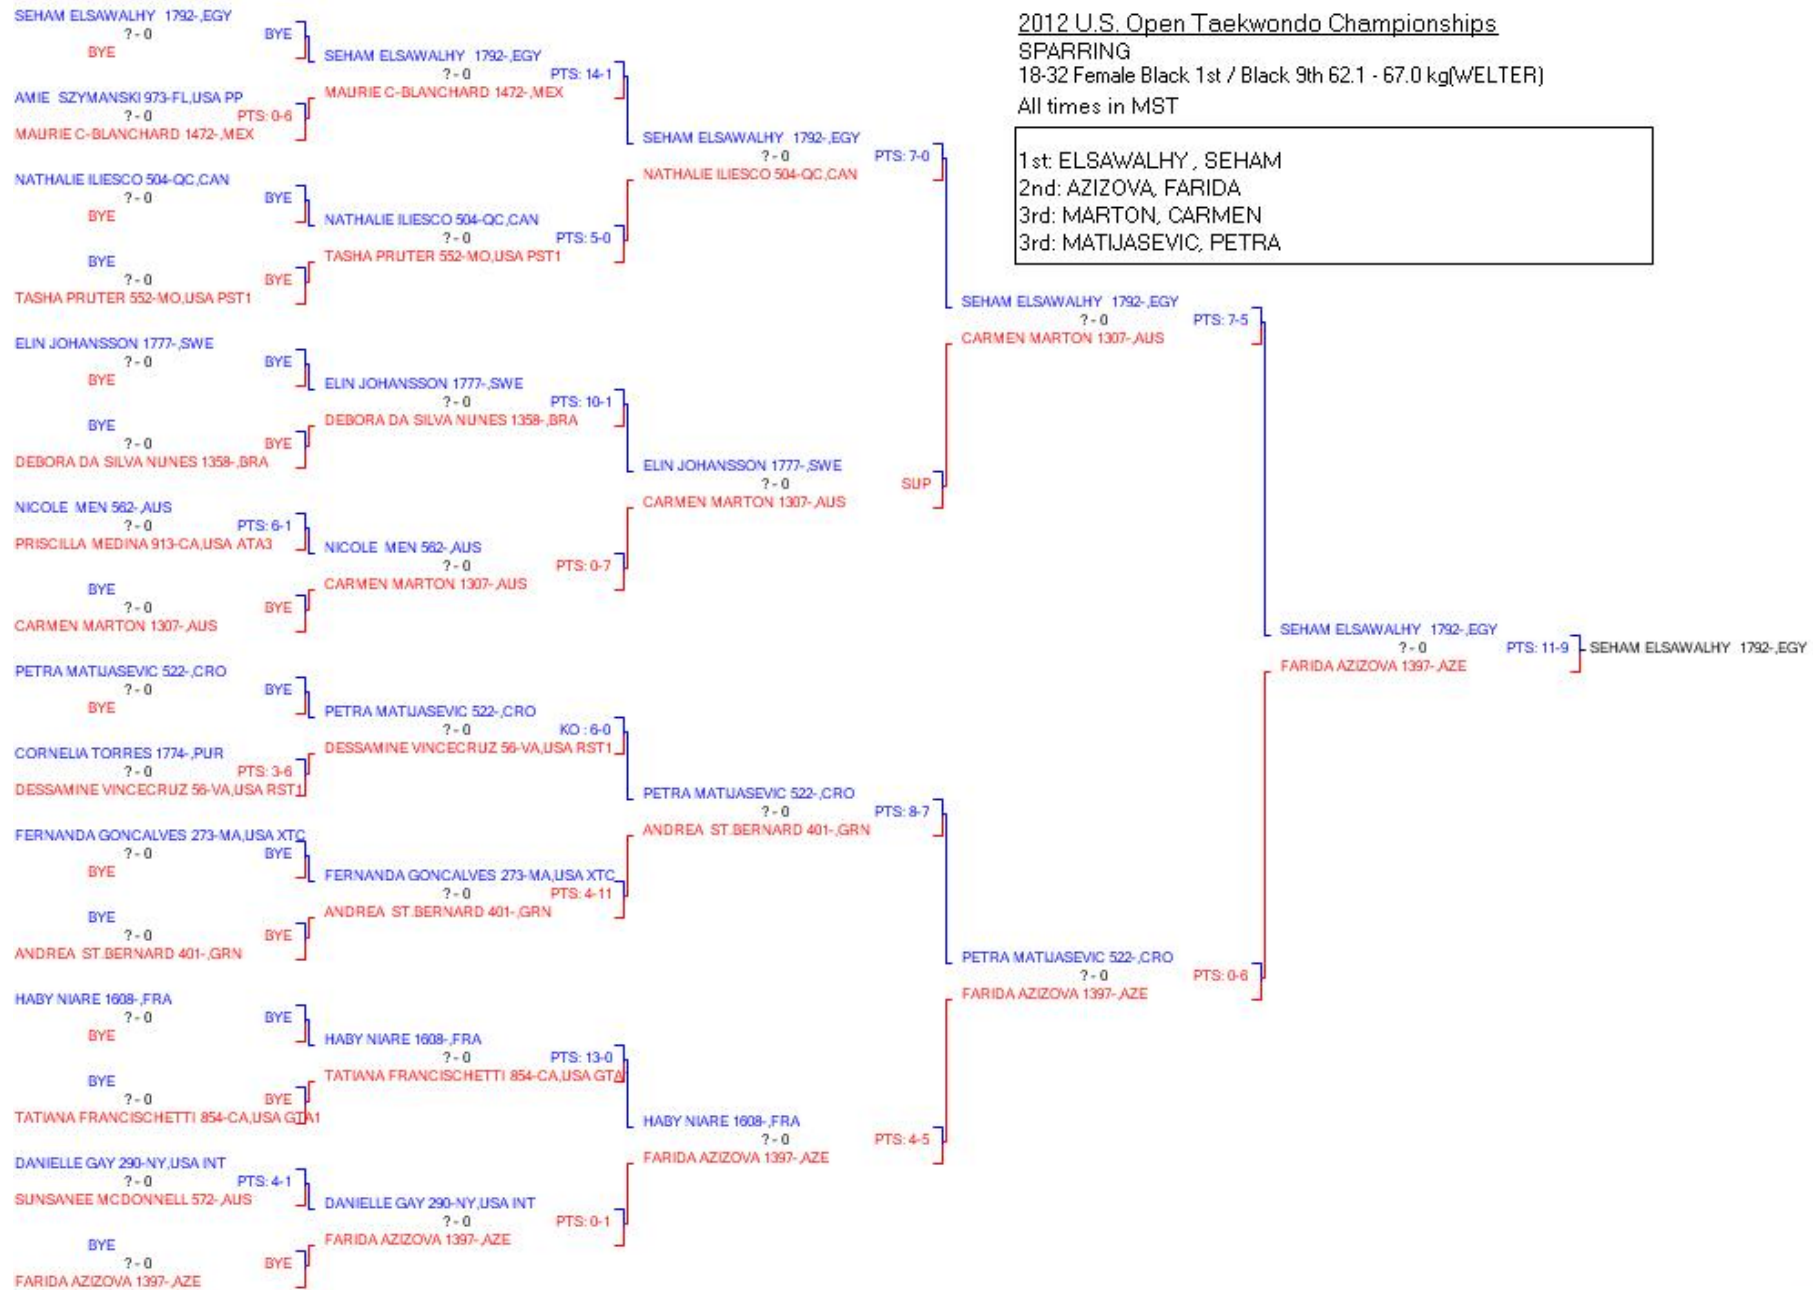 2012 U.S. Open Taekwondo Championships
SPARRING
18-32 Female Black 1st / Black 9th 62.1 - 67.0 kg(WELTER)
All times in MST
1st: ELSAWALHY , SEHAM
2nd: AZIZOVA, FARIDA
3rd: MARTON, CARMEN
3rd: MATIJASEVIC, PETRA
SEHAM ELSAWALHY 1792-,EGY
? - 0 BYE
BYE
AMIE SZYMANSKI 973-FL,USA PP
? - 0 PTS: 0-6
MAURIE C-BLANCHARD 1472-,MEX
NATHALIE ILIESCO 504-QC,CAN
? - 0 BYE
BYE
BYE
? - 0 BYE
TASHA PRUTER 552-MO,USA PST1
ELIN JOHANSSON 1777-,SWE
? - 0 BYE
BYE
BYE
? - 0 BYE
DEBORA DA SILVA NUNES 1358-,BRA
NICOLE MEN 562-,AUS
? - 0 PTS: 6-1
PRISCILLA MEDINA 913-CA,USA ATA3
BYE
? - 0 BYE
CARMEN MARTON 1307-,AUS
PETRA MATIJASEVIC 522-,CRO
? - 0 BYE
BYE
CORNELIA TORRES 1774-,PUR
? - 0 PTS: 3-6
DESSAMINE VINCECRUZ 56-VA,USA RST1
FERNANDA GONCALVES 273-MA,USA XTC
? - 0 BYE
BYE
BYE
? - 0 BYE
ANDREA ST.BERNARD 401-,GRN
HABY NIARE 1608-,FRA
? - 0 BYE
BYE
BYE
? - 0 BYE
TATIANA FRANCISCHETTI 854-CA,USA GTA1
DANIELLE GAY 290-NY,USA INT
? - 0 PTS: 4-1
SUNSANEE MCDONNELL 572-,AUS
BYE
? - 0 BYE
FARIDA AZIZOVA 1397-,AZE
SEHAM ELSAWALHY 1792-,EGY
? - 0 PTS: 14-1
MAURIE C-BLANCHARD 1472-,MEX
NATHALIE ILIESCO 504-QC,CAN
? - 0 PTS: 5-0
TASHA PRUTER 552-MO,USA PST1
ELIN JOHANSSON 1777-,SWE
? - 0 PTS: 10-1
DEBORA DA SILVA NUNES 1358-,BRA
NICOLE MEN 562-,AUS
? - 0 PTS: 0-7
CARMEN MARTON 1307-,AUS
PETRA MATIJASEVIC 522-,CRO
? - 0 KO : 6-0
DESSAMINE VINCECRUZ 56-VA,USA RST1
FERNANDA GONCALVES 273-MA,USA XTC
? - 0 PTS: 4-11
ANDREA ST.BERNARD 401-,GRN
HABY NIARE 1608-,FRA
? - 0 PTS: 13-0
TATIANA FRANCISCHETTI 854-CA,USA GTA
DANIELLE GAY 290-NY,USA INT
? - 0 PTS: 0-1
FARIDA AZIZOVA 1397-,AZE
SEHAM ELSAWALHY 1792-,EGY
? - 0 PTS: 7-0
NATHALIE ILIESCO 504-QC,CAN
ELIN JOHANSSON 1777-,SWE
? - 0 SUP
CARMEN MARTON 1307-,AUS
PETRA MATIJASEVIC 522-,CRO
? - 0 PTS: 8-7
ANDREA ST.BERNARD 401-,GRN
HABY NIARE 1608-,FRA
? - 0 PTS: 4-5
FARIDA AZIZOVA 1397-,AZE
SEHAM ELSAWALHY 1792-,EGY
? - 0 PTS: 7-5
CARMEN MARTON 1307-,AUS
PETRA MATIJASEVIC 522-,CRO
? - 0 PTS: 0-6
FARIDA AZIZOVA 1397-,AZE
SEHAM ELSAWALHY 1792-,EGY
? - 0 PTS: 11-9
FARIDA AZIZOVA 1397-,AZE
SEHAM ELSAWALHY 1792-,EGY